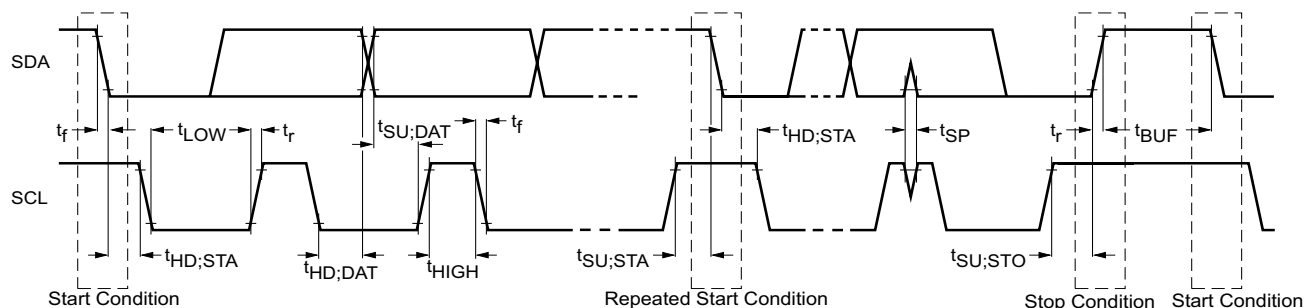 SDA
t_f t_LOW t_r t_SU;DAT t_f t_HD;STA t_SP t_r t_BUF
SCL
t_HD;STA t_HD;DAT t_HIGH t_SU;STA t_SU;STO
Start Condition Repeated Start Condition Stop Condition Start Condition